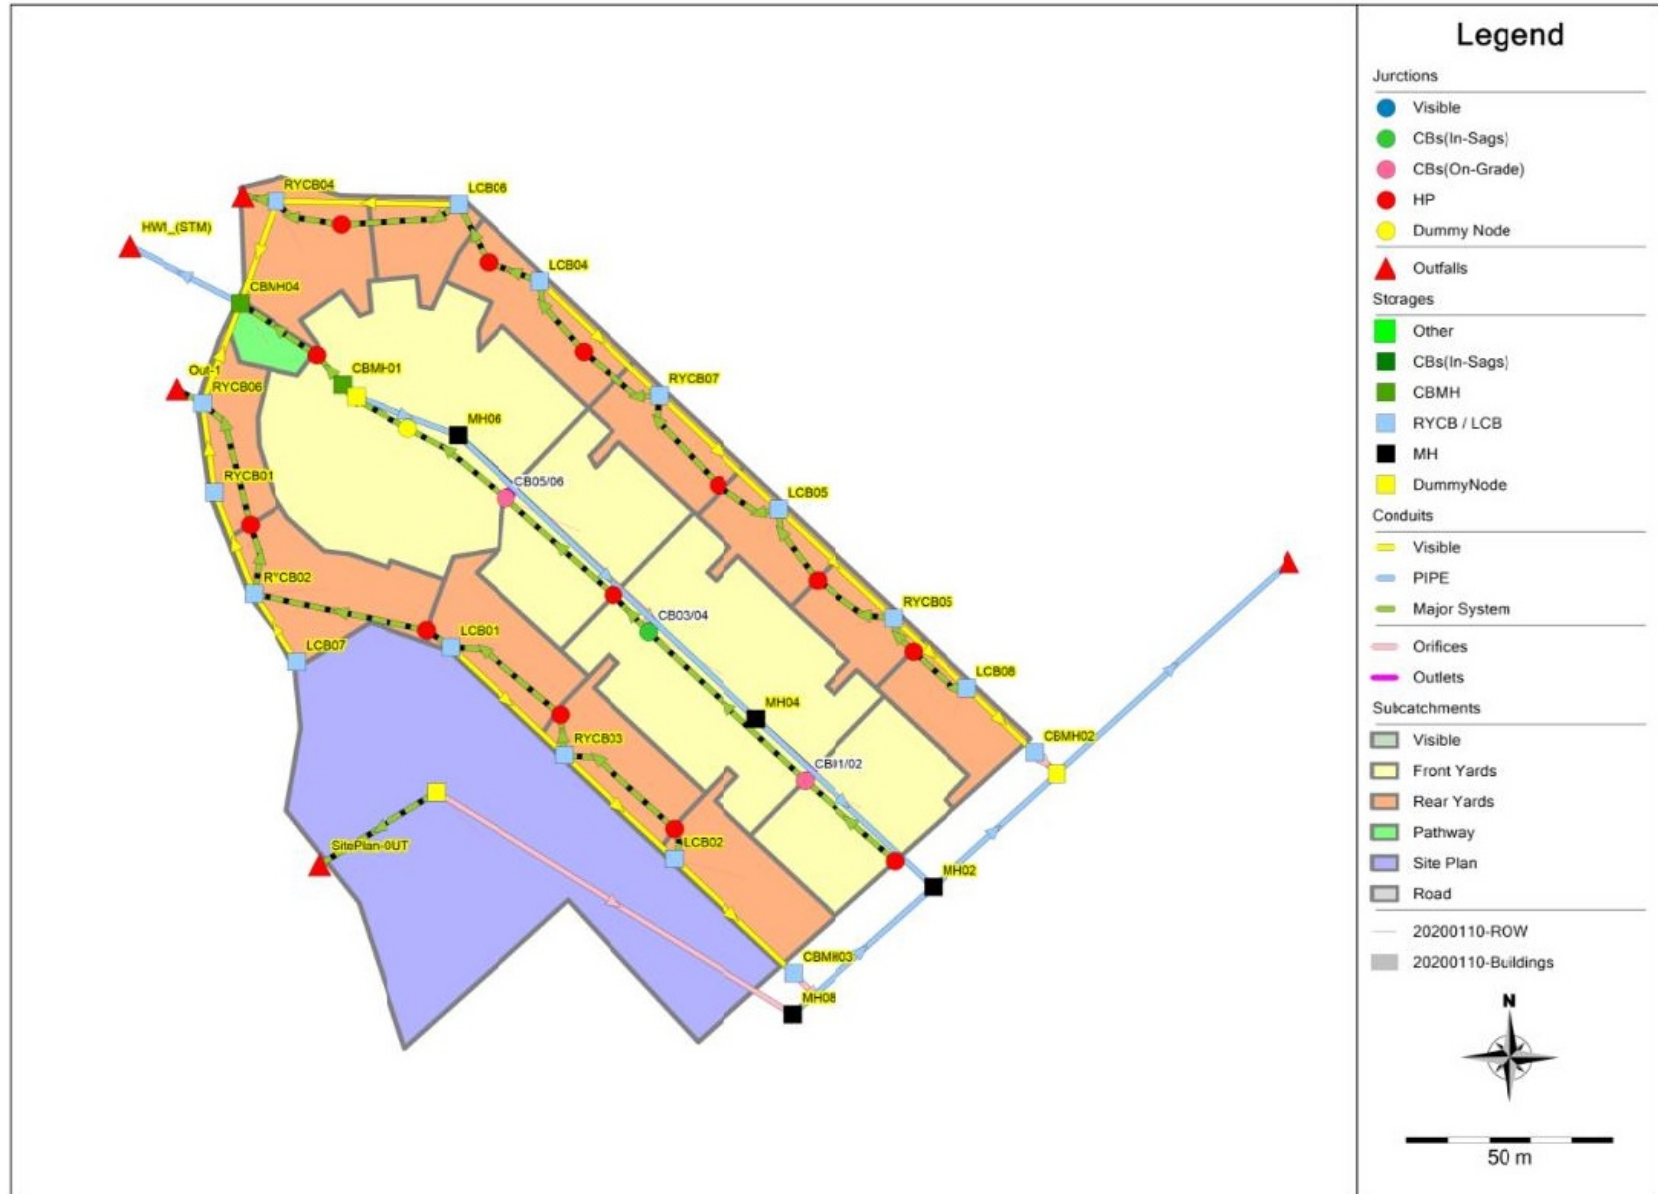 Legend
Junctions
Visible
CBs(In-Sags)
CBs(On-Grade)
HP
Dummy Node
Outfalls
Storages
Other
CBs(In-Sags)
CBMH
RYCB / LCB
MH
DummyNode
Conduits
Visible
PIPE
Major System
Orifices
Outlets
Subcatchments
Visible
Front Yards
Rear Yards
Pathway
Site Plan
Road
20200110-ROW
20200110-Buildings
N
50 m
RYCB04
LCB06
HW1_(STM)
LCB04
CBMH04
CBMH01
Out-1
RYCB06
RYCB07
MH06
RYCB01
CB05/06
LCB05
RYCB02
CB03/04
RYCB05
LCB01
LCB07
LCB08
MH04
RYCB03
CBMH02
CB01/02
SitePlan-OUT
LCB02
MH02
CBMH03
MH08